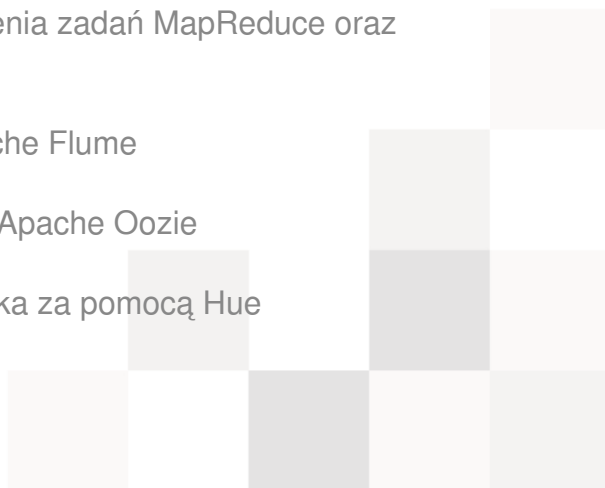 enia zadań MapReduce oraz
che Flume
Apache Oozie
ka za pomocą Hue